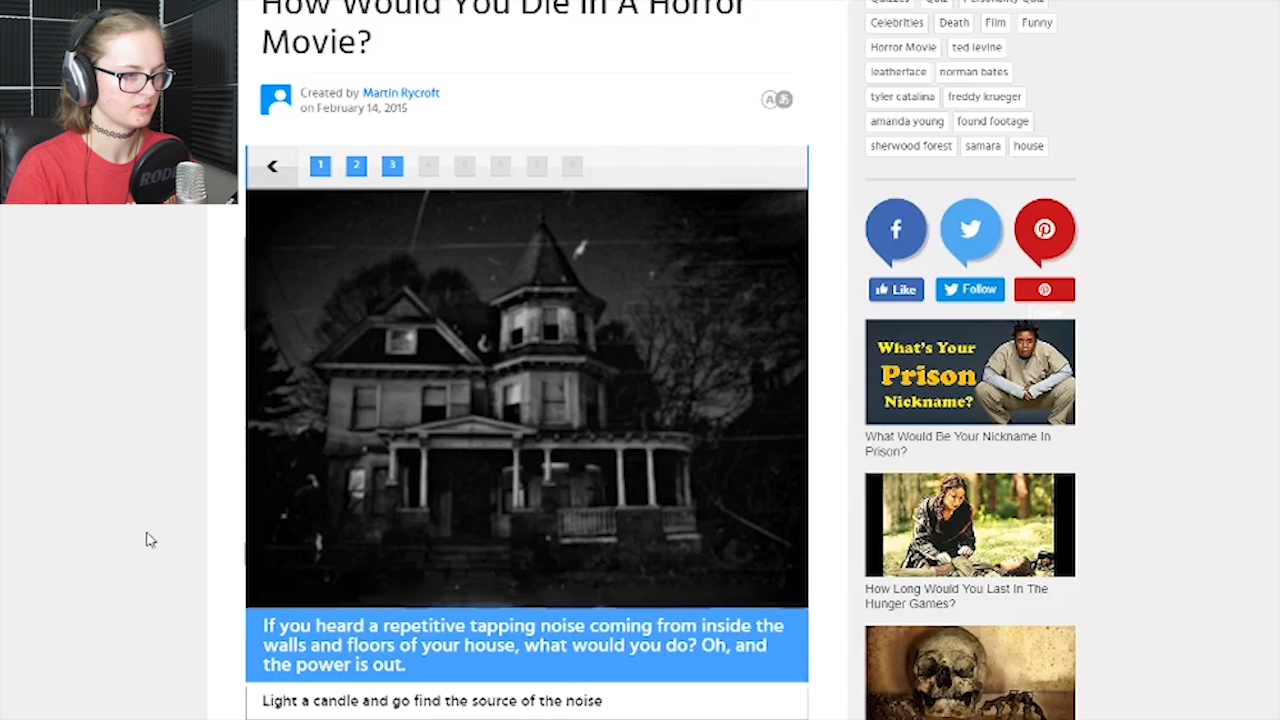 How Would You Die In A Horror
Movie?
Created by Martin Rycroft
on February 14, 2015
1 2 3
If you heard a repetitive tapping noise coming from inside the
walls and floors of your house, what would you do? Oh, and
the power is out.
Light a candle and go find the source of the noise
Quizzes Quiz Personality Quiz
Celebrities Death Film Funny
Horror Movie ted levine
leatherface norman bates
tyler catalina freddy krueger
amanda young found footage
sherwood forest samara house
Like Follow
What's Your
Prison
Nickname?
What Would Be Your Nickname In
Prison?
How Long Would You Last In The
Hunger Games?